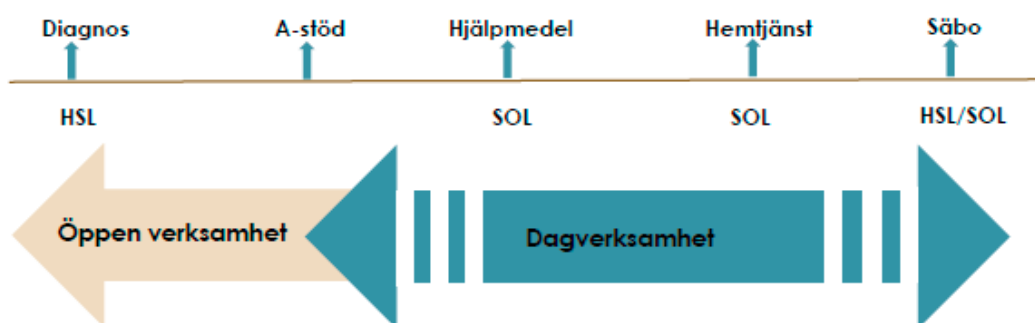 Diagnos A-stöd Hjälpmedel Hemtjänst Säbo
HSL SOL SOL HSL/SOL
Öppen verksamhet Dagverksamhet